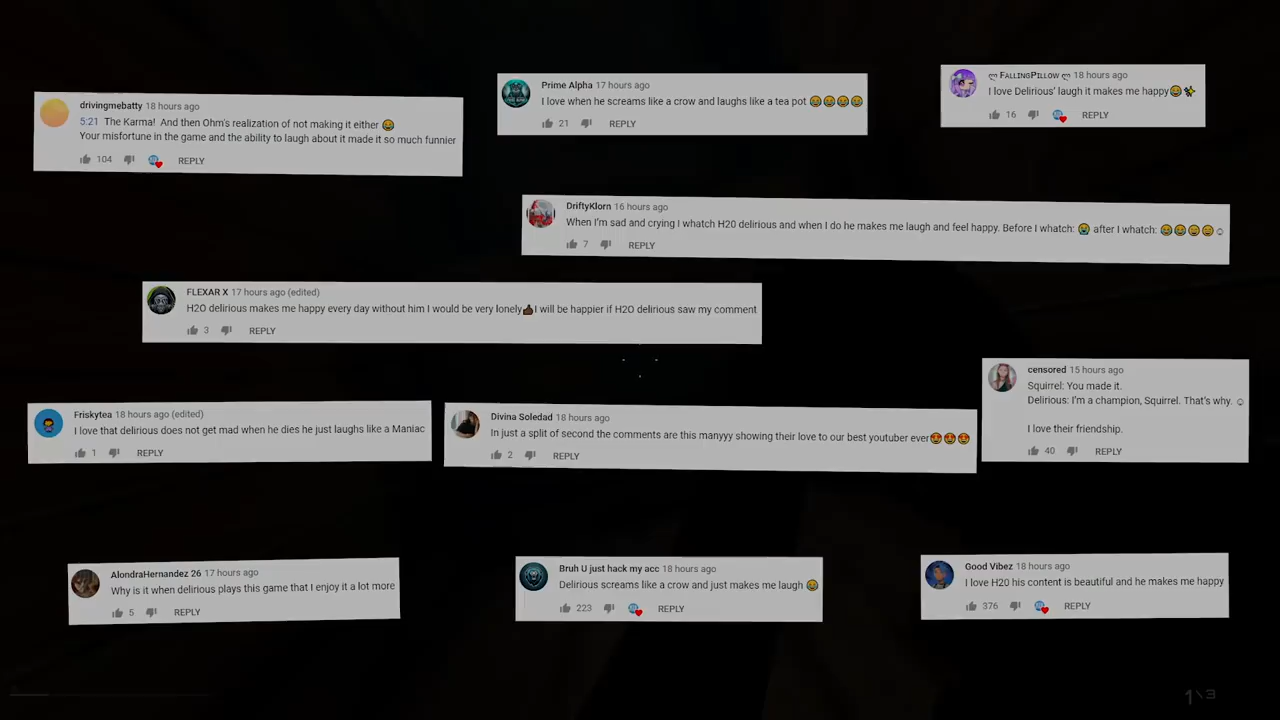 drivingmebatty 18 hours ago
5:21 The Karma! And then Ohm's realization of not making it either 😂
Your misfortune in the game and the ability to laugh about it made it so much funnier
104 REPLY
Prime Alpha 17 hours ago
I love when he screams like a crow and laughs like a tea pot 😂😂😂😂
21 REPLY
ღ FᴀʟʟɪɴɢPɪʟʟᴏᴡ ღ 18 hours ago
I love Delirious' laugh it makes me happy😆✨
16 REPLY
DriftyKlorn 16 hours ago
When I'm sad and crying I whatch H20 delirious and when I do he makes me laugh and feel happy. Before I whatch: 😭 after I whatch: 😂😂😄😄☺
7 REPLY
FLEXAR X 17 hours ago (edited)
H2O delirious makes me happy every day without him I would be very lonely👍🏿I will be happier if H2O delirious saw my comment
3 REPLY
censored 15 hours ago
Squirrel: You made it.
Delirious: I'm a champion, Squirrel. That's why. ☺
I love their friendship.
40 REPLY
Friskytea 18 hours ago (edited)
I love that delirious does not get mad when he dies he just laughs like a Maniac
1 REPLY
Divina Soledad 18 hours ago
In just a split of second the comments are this manyyy showing their love to our best youtuber ever😍😍😍
2 REPLY
AlondraHernandez 26 17 hours ago
Why is it when delirious plays this game that I enjoy it a lot more
5 REPLY
Bruh U just hack my acc 18 hours ago
Delirious screams like a crow and just makes me laugh 😂
223 REPLY
Good Vibez 18 hours ago
I love H20 his content is beautiful and he makes me happy
376 REPLY
1\3